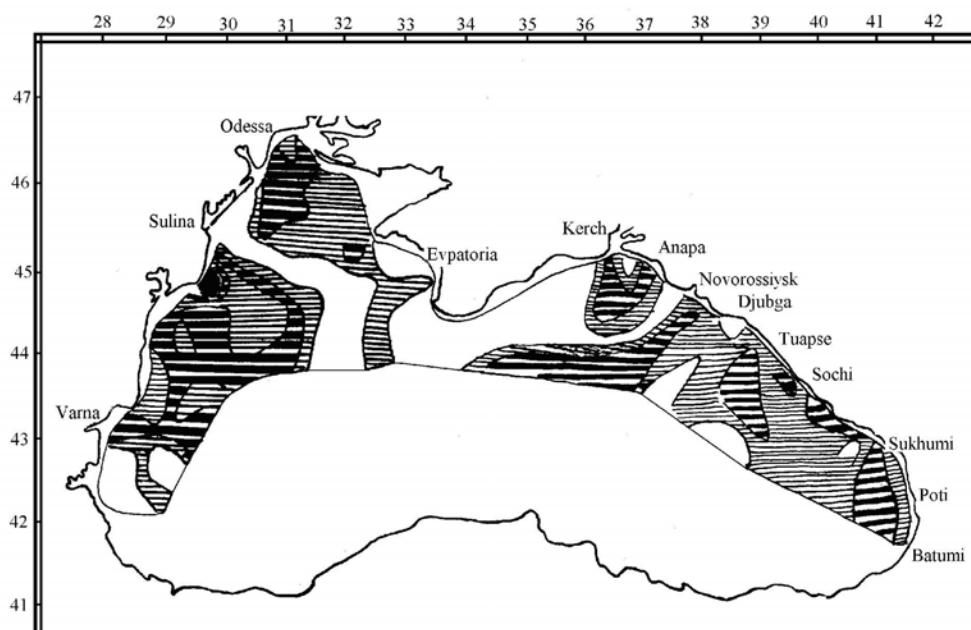 28 29 30 31 32 33 34 35 36 37 38 39 40 41 42
47
Odessa
46
Sulina
Kerch
Anapa
Evpatoria
45
Novorossiysk
Djubga
Tuapse
44
Sochi
Varna
43
Sukhumi
Poti
42
Batumi
41